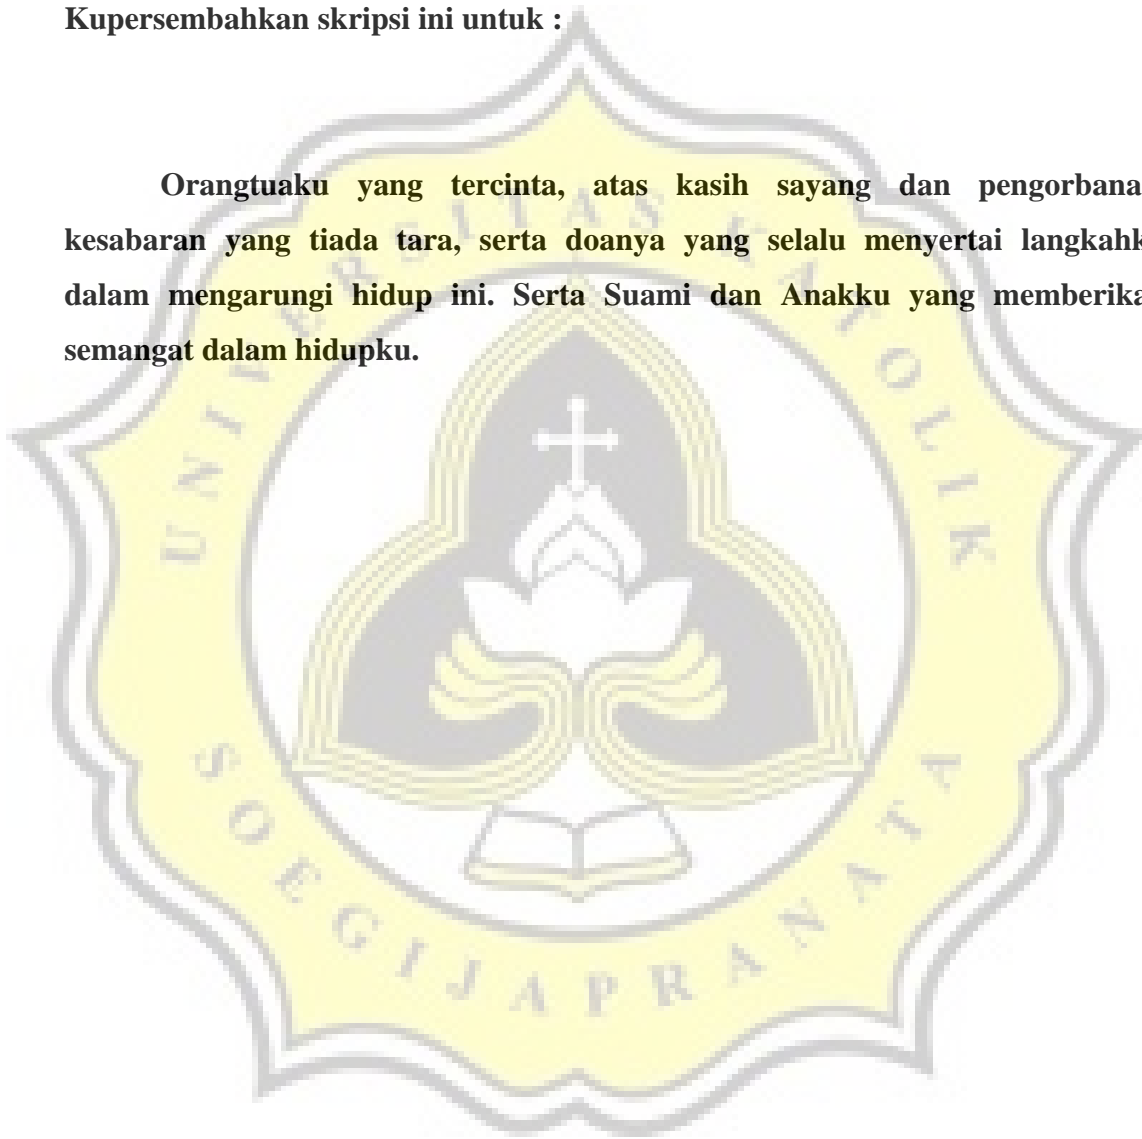 Kupersembahkan skripsi ini untuk :
Orangtuaku yang tercinta, atas kasih sayang dan pengorbana
kesabaran yang tiada tara, serta doanya yang selalu menyertai langkahk
dalam mengarungi hidup ini. Serta Suami dan Anakku yang memberika
semangat dalam hidupku.
UNIVERSITAS KATOLIK
SOEGIJAPRANATA